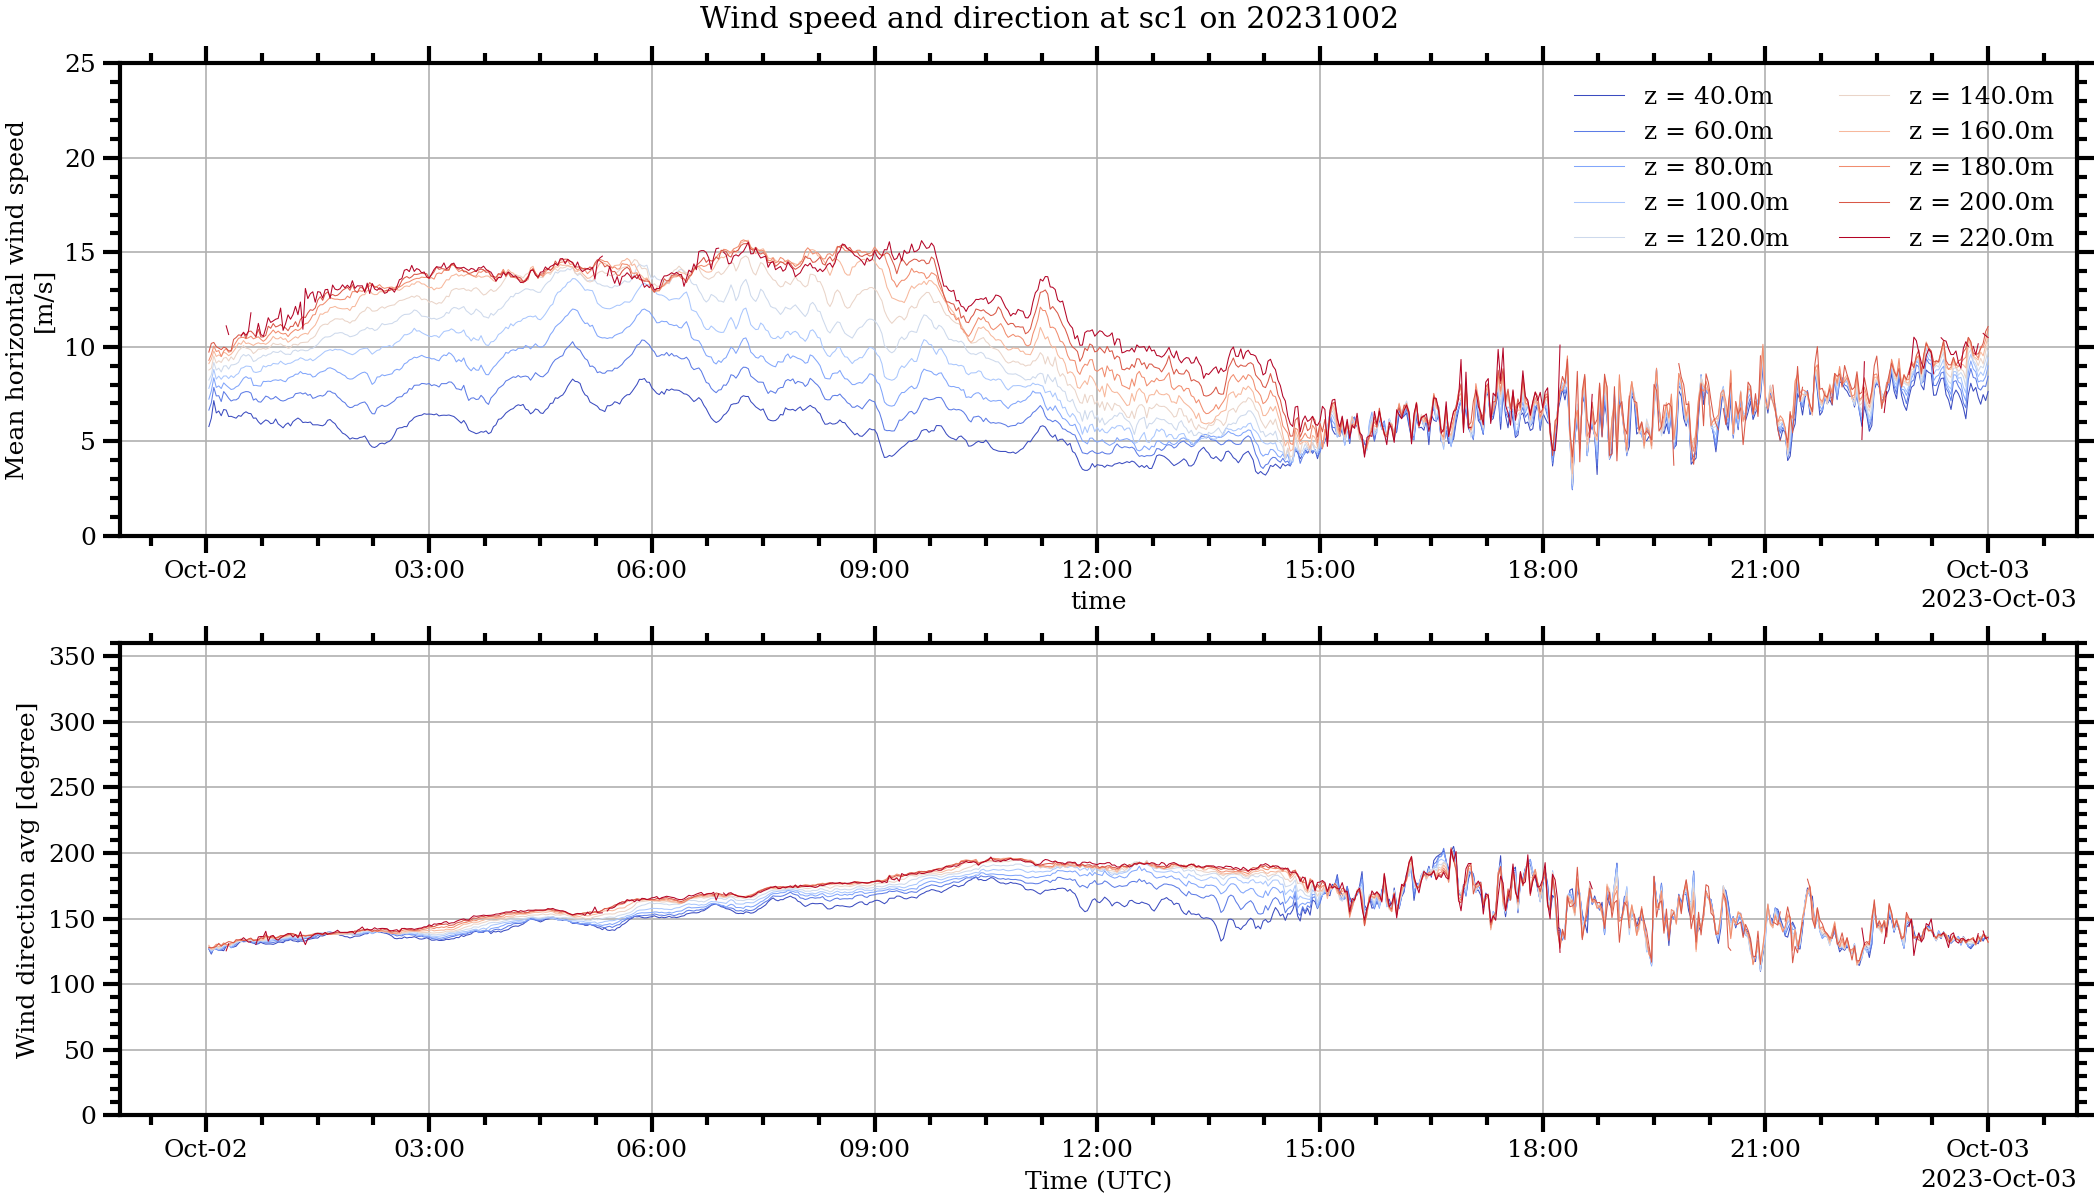 Wind speed and direction at sc1 on 20231002
Mean horizontal wind speed
[m/s]
25
20
15
10
5
0
z = 40.0m
z = 60.0m
z = 80.0m
z = 100.0m
z = 120.0m
z = 140.0m
z = 160.0m
z = 180.0m
z = 200.0m
z = 220.0m
Oct-02 03:00 06:00 09:00 12:00 15:00 18:00 21:00 Oct-03
time
2023-Oct-03
Wind direction avg [degree]
350
300
250
200
150
100
50
0
Oct-02 03:00 06:00 09:00 12:00 15:00 18:00 21:00 Oct-03
Time (UTC)
2023-Oct-03